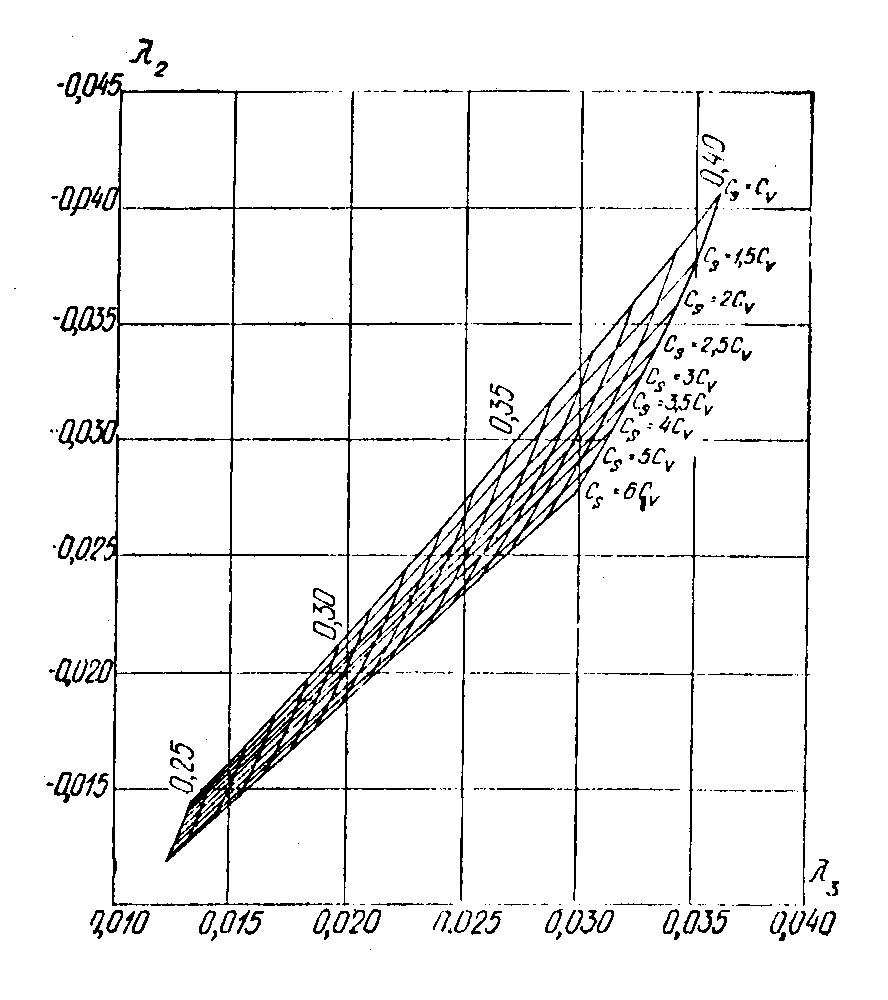 λ₂
-0,045
-0,040
-0,035
-0,030
-0,025
-0,020
-0,015
0,40
0,35
0,30
0,25
Cs = Cv
Cs = 1,5Cv
Cs = 2Cv
Cs = 2,5Cv
Cs = 3Cv
Cs = 3,5Cv
Cs = 4Cv
Cs = 5Cv
Cs = 6Cv
λ₃
0,010 0,015 0,020 0.025 0,030 0,035 0,040